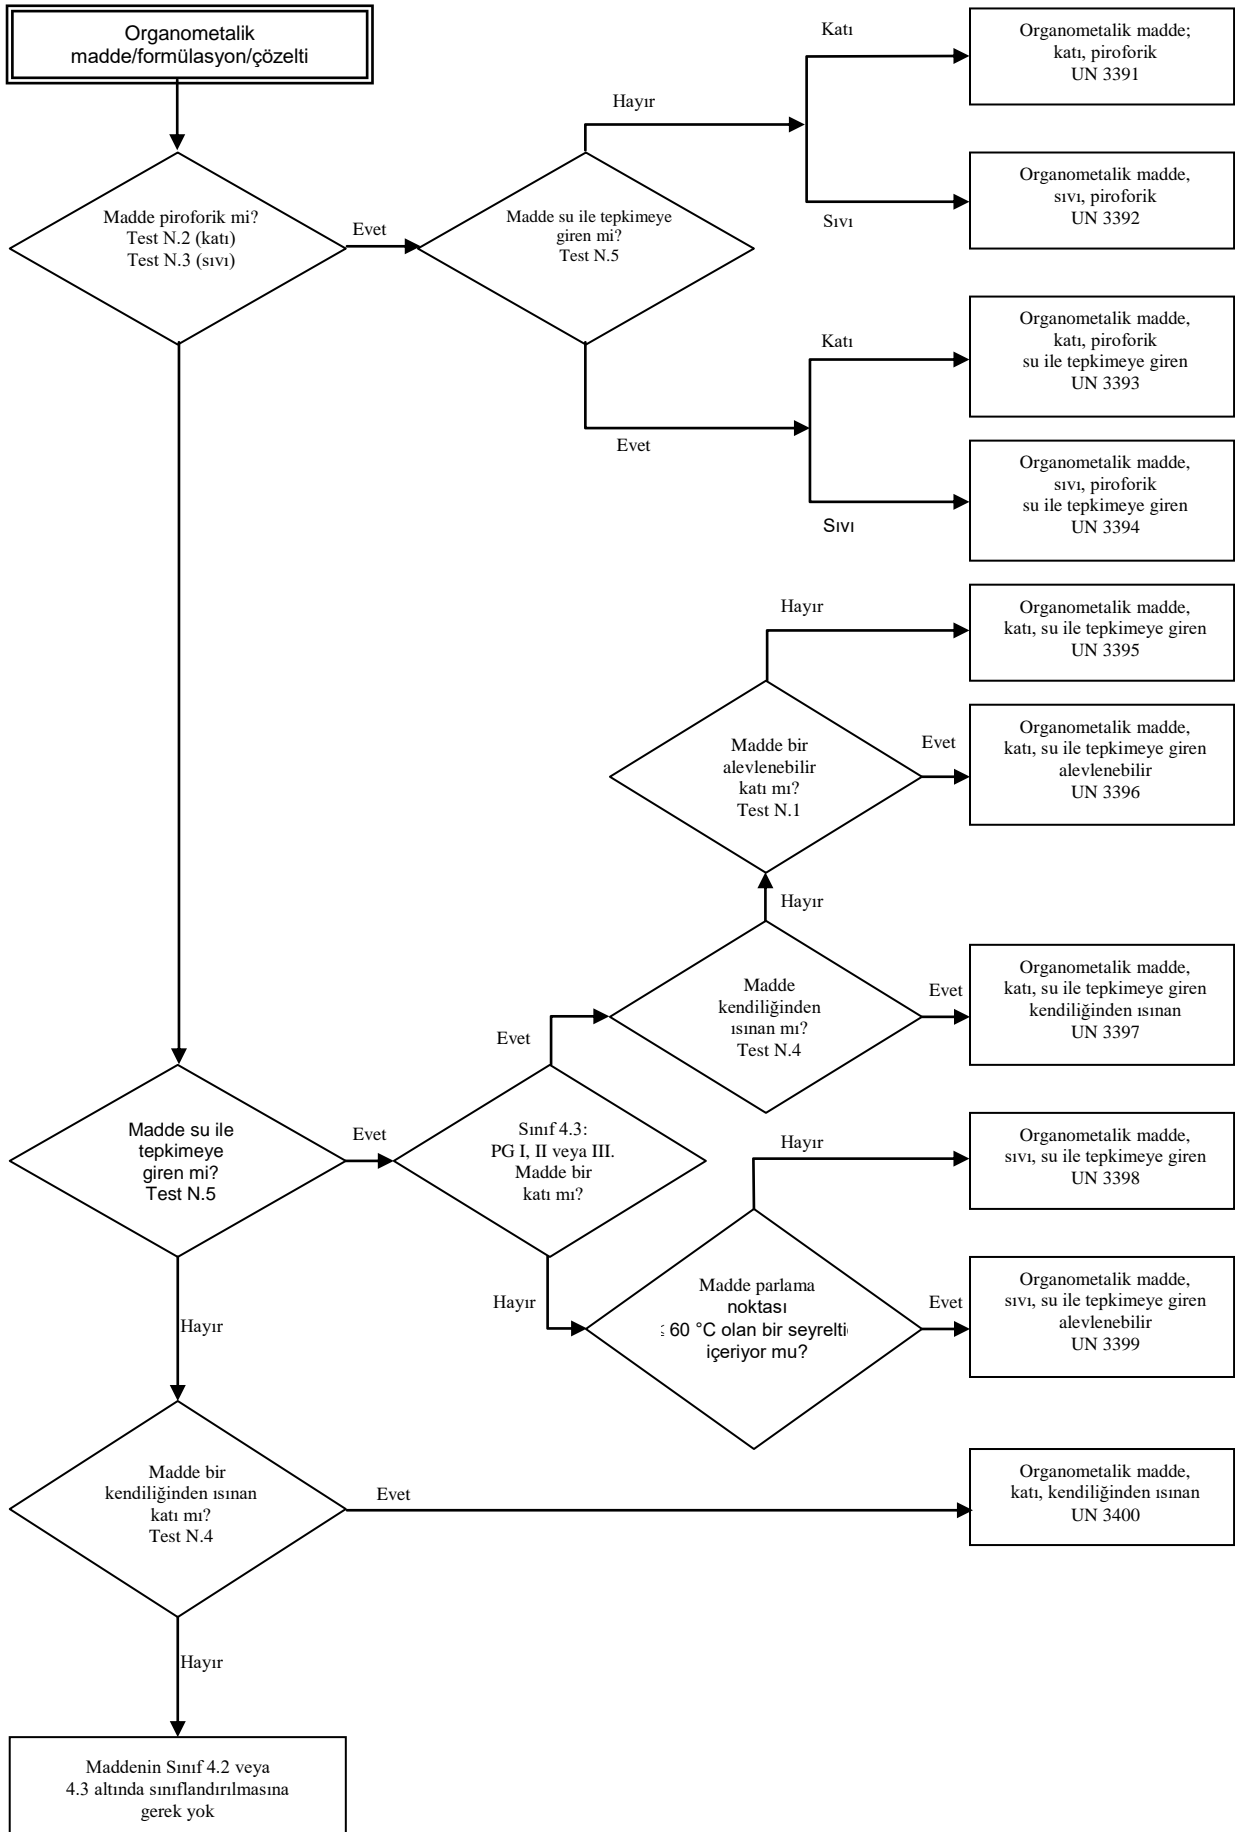 Organometalik
madde/formülasyon/çözelti
Katı
Organometalik madde;
katı, piroforik
UN 3391
Hayır
Organometalik madde,
sıvı, piroforik
UN 3392
Sıvı
Madde piroforik mi?
Test N.2 (katı)
Test N.3 (sıvı)
Evet
Madde su ile tepkimeye
giren mi?
Test N.5
Katı
Organometalik madde,
katı, piroforik
su ile tepkimeye giren
UN 3393
Evet
Organometalik madde,
sıvı, piroforik
su ile tepkimeye giren
UN 3394
Sıvı
Hayır
Organometalik madde,
katı, su ile tepkimeye giren
UN 3395
Madde bir
alevlenebilir
katı mı?
Test N.1
Evet
Organometalik madde,
katı, su ile tepkimeye giren
alevlenebilir
UN 3396
Hayır
Madde
kendiliğinden
ısınan mı?
Test N.4
Evet
Organometalik madde,
katı, su ile tepkimeye giren
kendiliğinden ısınan
UN 3397
Evet
Madde su ile
tepkimeye
giren mi?
Test N.5
Evet
Sınıf 4.3:
PG I, II veya III.
Madde bir
katı mı?
Hayır
Organometalik madde,
sıvı, su ile tepkimeye giren
UN 3398
Hayır
Madde parlama
noktası
60 °C olan bir
içeriyor mu?
Evet
Organometalik madde,
sıvı, su ile tepkimeye giren
alevlenebilir
UN 3399
Hayır
Madde bir
kendiliğinden ısınan
katı mı?
Test N.4
Evet
Organometalik madde,
katı, kendiliğinden ısınan
UN 3400
Hayır
Maddenin Sınıf 4.2 veya
4.3 altında sınıflandırılmasına
gerek yok